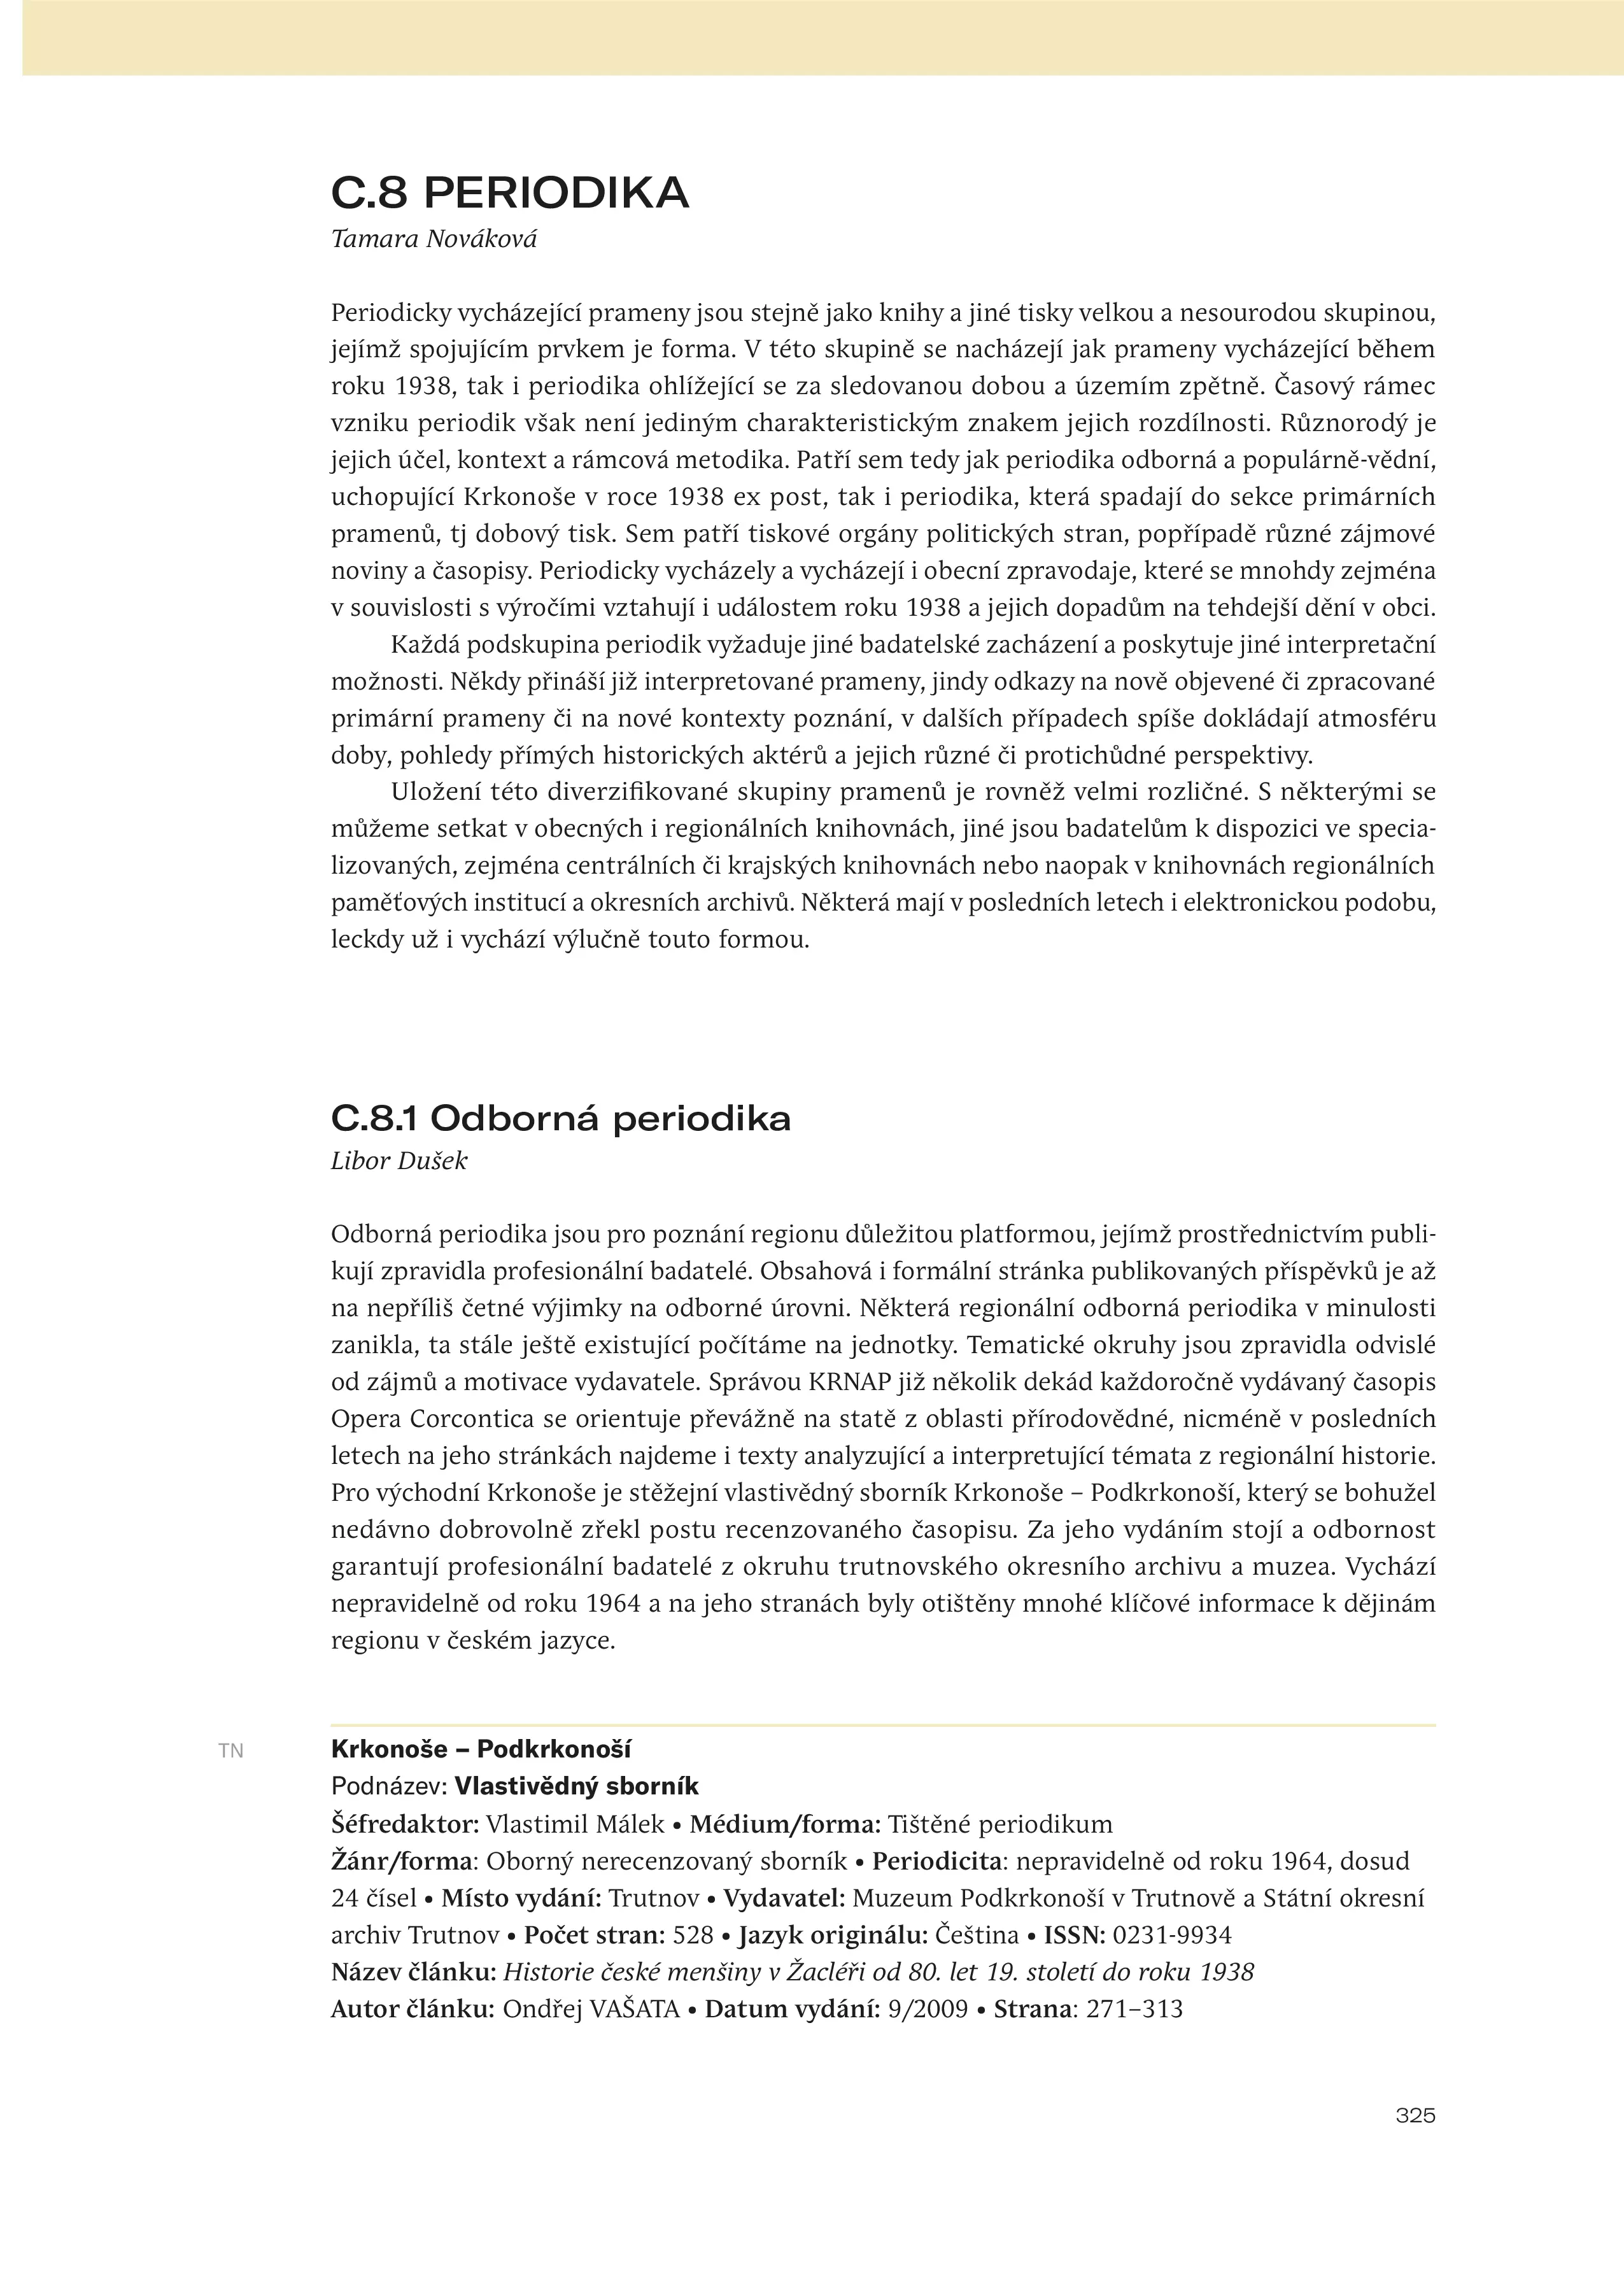 C.8 PERIODIKA
Tamara Nováková
Periodicky vycházející prameny jsou stejně jako knihy a jiné tisky velkou a nesourodou skupinou,
jejímž spojujícím prvkem je forma. V této skupině se nacházejí jak prameny vycházející během
roku 1938, tak i periodika ohlížející se za sledovanou dobou a územím zpětně. Časový rámec
vzniku periodik však není jediným charakteristickým znakem jejich rozdílnosti. Různorodý je
jejich účel, kontext a rámcová metodika. Patří sem tedy jak periodika odborná a populárně-vědní,
uchopující Krkonoše v roce 1938 ex post, tak i periodika, která spadají do sekce primárních
pramenů, tj dobový tisk. Sem patří tiskové orgány politických stran, popřípadě různé zájmové
noviny a časopisy. Periodicky vycházely a vycházejí i obecní zpravodaje, které se mnohdy zejména
v souvislosti s výročími vztahují i událostem roku 1938 a jejich dopadům na tehdejší dění v obci.
Každá podskupina periodik vyžaduje jiné badatelské zacházení a poskytuje jiné interpretační
možnosti. Někdy přináší již interpretované prameny, jindy odkazy na nově objevené či zpracované
primární prameny či na nové kontexty poznání, v dalších případech spíše dokládají atmosféru
doby, pohledy přímých historických aktérů a jejich různé či protichůdné perspektivy.
Uložení této diverzifikované skupiny pramenů je rovněž velmi rozličné. S některými se
můžeme setkat v obecných i regionálních knihovnách, jiné jsou badatelům k dispozici ve specia-
lizovaných, zejména centrálních či krajských knihovnách nebo naopak v knihovnách regionálních
paměťových institucí a okresních archivů. Některá mají v posledních letech i elektronickou podobu,
leckdy už i vychází výlučně touto formou.
C.8.1 Odborná periodika
Libor Dušek
Odborná periodika jsou pro poznání regionu důležitou platformou, jejímž prostřednictvím publi-
kují zpravidla profesionální badatelé. Obsahová i formální stránka publikovaných příspěvků je až
na nepříliš četné výjimky na odborné úrovni. Některá regionální odborná periodika v minulosti
zanikla, ta stále ještě existující počítáme na jednotky. Tematické okruhy jsou zpravidla odvislé
od zájmů a motivace vydavatele. Správou KRNAP již několik dekád každoročně vydávaný časopis
Opera Corcontica se orientuje převážně na statě z oblasti přírodovědné, nicméně v posledních
letech na jeho stránkách najdeme i texty analyzující a interpretující témata z regionální historie.
Pro východní Krkonoše je stěžejní vlastivědný sborník Krkonoše – Podkrkonoší, který se bohužel
nedávno dobrovolně zřekl postu recenzovaného časopisu. Za jeho vydáním stojí a odbornost
garantují profesionální badatelé z okruhu trutnovského okresního archivu a muzea. Vychází
nepravidelně od roku 1964 a na jeho stranách byly otištěny mnohé klíčové informace k dějinám
regionu v českém jazyce.
TN
Krkonoše – Podkrkonoší
Podnázev: Vlastivědný sborník
Šéfredaktor: Vlastimil Málek • Médium/forma: Tištěné periodikum
Žánr/forma: Oborný nerecenzovaný sborník • Periodicita: nepravidelně od roku 1964, dosud
24 čísel • Místo vydání: Trutnov • Vydavatel: Muzeum Podkrkonoší v Trutnově a Státní okresní
archiv Trutnov • Počet stran: 528 • Jazyk originálu: Čeština • ISSN: 0231-9934
Název článku: Historie české menšiny v Žacléři od 80. let 19. století do roku 1938
Autor článku: Ondřej VAŠATA • Datum vydání: 9/2009 • Strana: 271–313
325